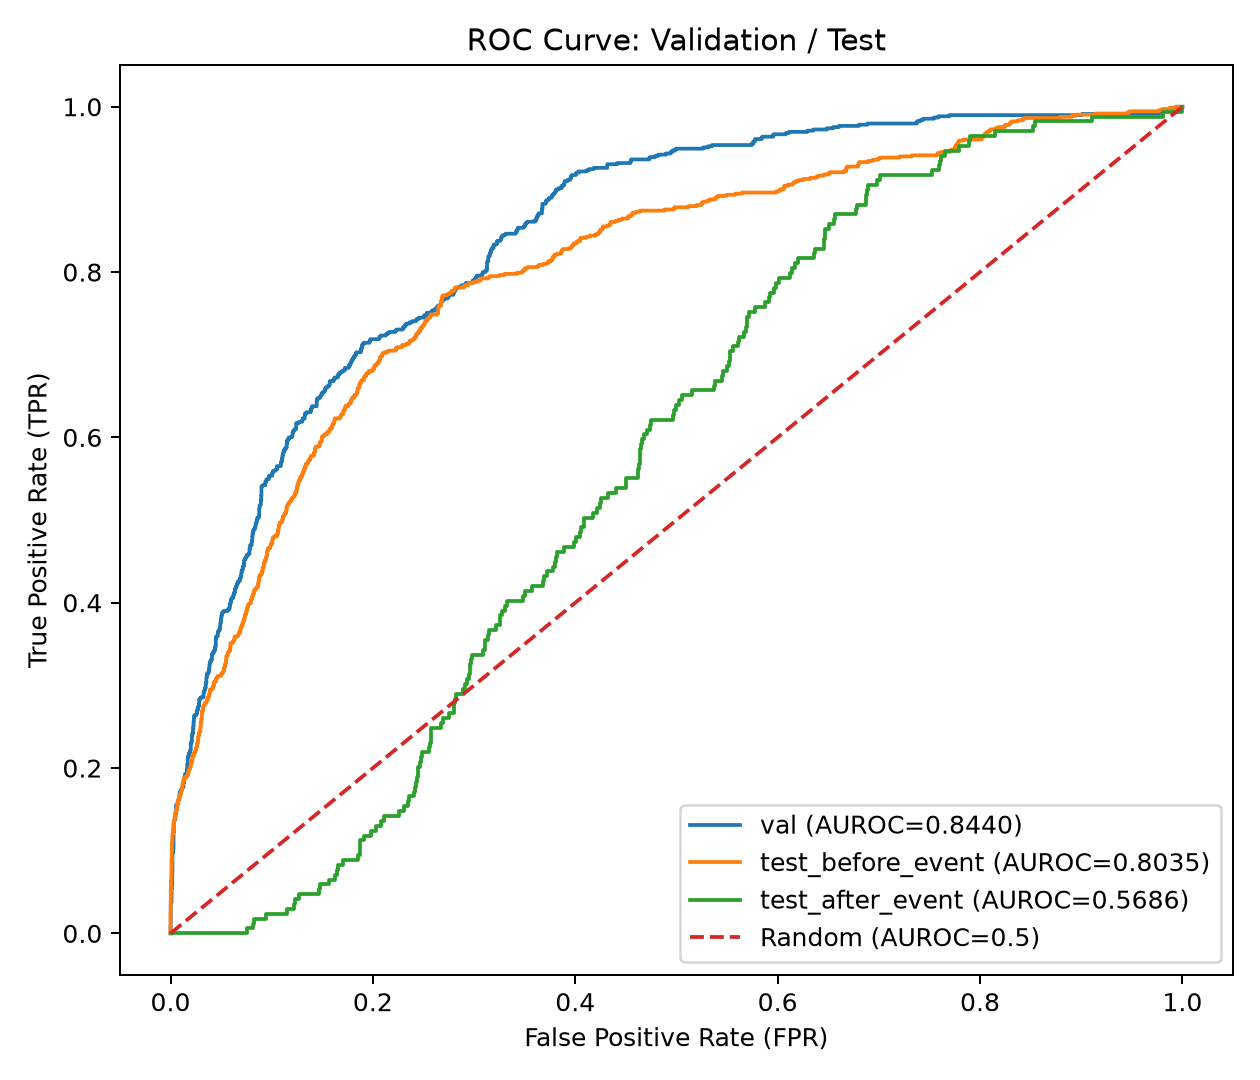 ROC Curve: Validation / Test
True Positive Rate (TPR)
1.0
0.8
0.6
0.4
0.2
0.0
val (AUROC=0.8440)
test_before_event (AUROC=0.8035)
test_after_event (AUROC=0.5686)
Random (AUROC=0.5)
0.0 0.2 0.4 0.6 0.8 1.0
False Positive Rate (FPR)